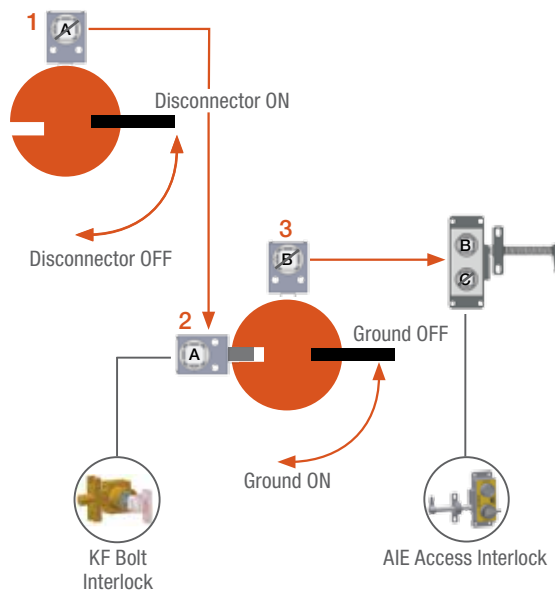 1
A
Disconnector ON
Disconnector OFF
3
B
B
C
2
A
Ground OFF
Ground ON
KF Bolt
Interlock
AIE Access Interlock